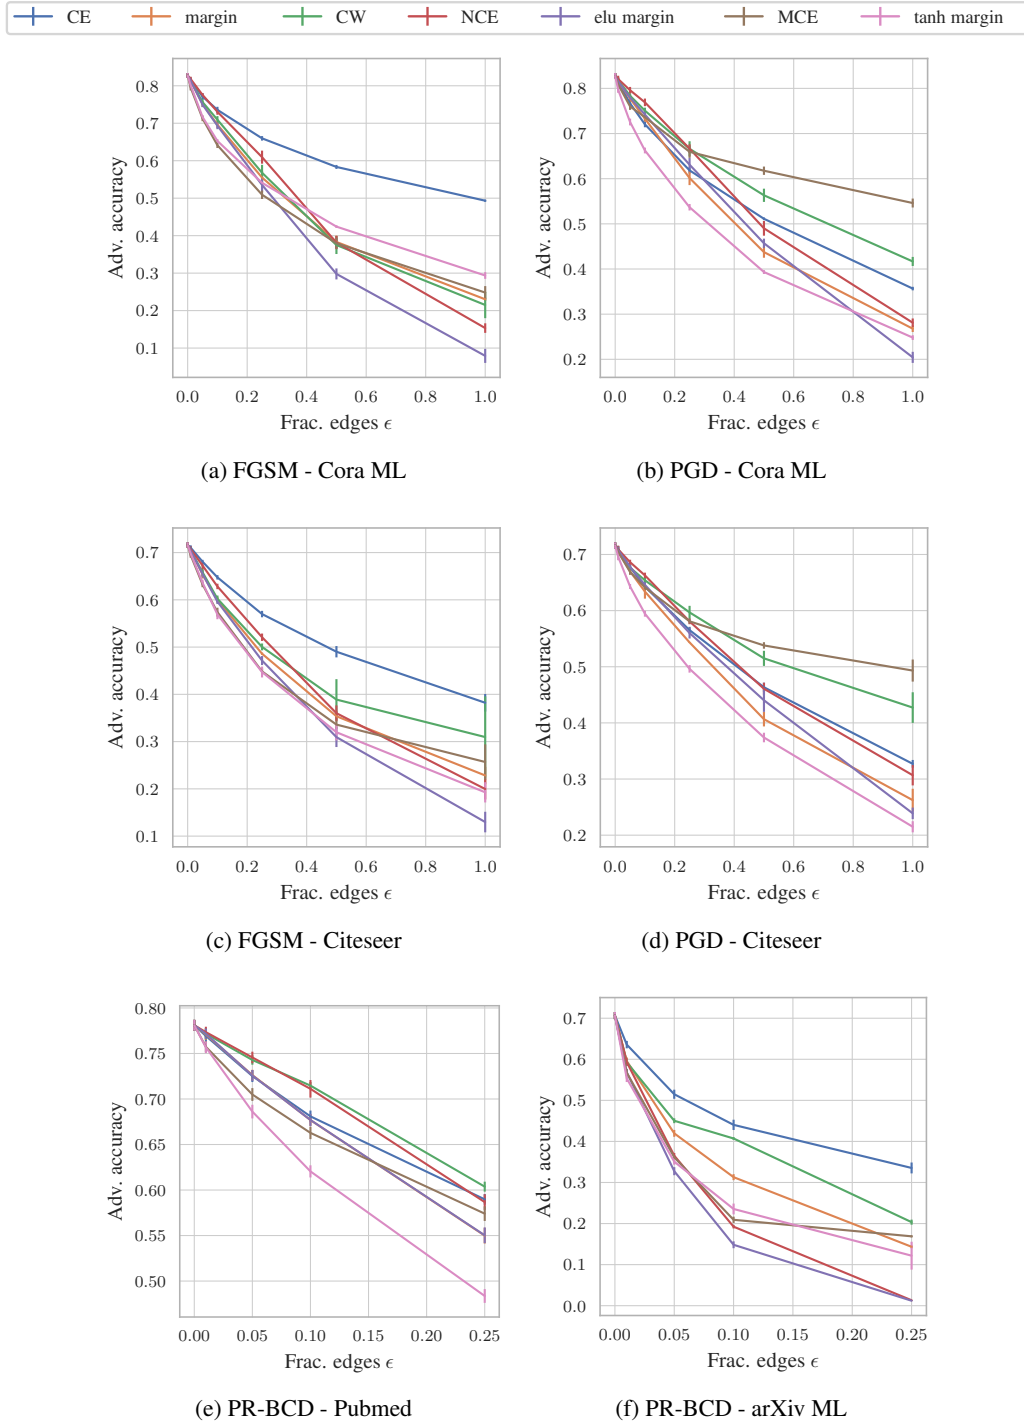 CE margin CW NCE elu margin MCE tanh margin
0.8
0.7
0.6
0.5
0.4
0.3
0.2
0.1
Adv. accuracy
0.0 0.2 0.4 0.6 0.8 1.0
Frac. edges ϵ
(a) FGSM - Cora ML
0.8
0.7
0.6
0.5
0.4
0.3
0.2
Adv. accuracy
0.0 0.2 0.4 0.6 0.8 1.0
Frac. edges ϵ
(b) PGD - Cora ML
0.7
0.6
0.5
0.4
0.3
0.2
0.1
Adv. accuracy
0.0 0.2 0.4 0.6 0.8 1.0
Frac. edges ϵ
(c) FGSM - Citeseer
0.7
0.6
0.5
0.4
0.3
0.2
Adv. accuracy
0.0 0.2 0.4 0.6 0.8 1.0
Frac. edges ϵ
(d) PGD - Citeseer
0.80
0.75
0.70
0.65
0.60
0.55
0.50
Adv. accuracy
0.00 0.05 0.10 0.15 0.20 0.25
Frac. edges ϵ
(e) PR-BCD - Pubmed
0.7
0.6
0.5
0.4
0.3
0.2
0.1
0.0
Adv. accuracy
0.00 0.05 0.10 0.15 0.20 0.25
Frac. edges ϵ
(f) PR-BCD - arXiv ML